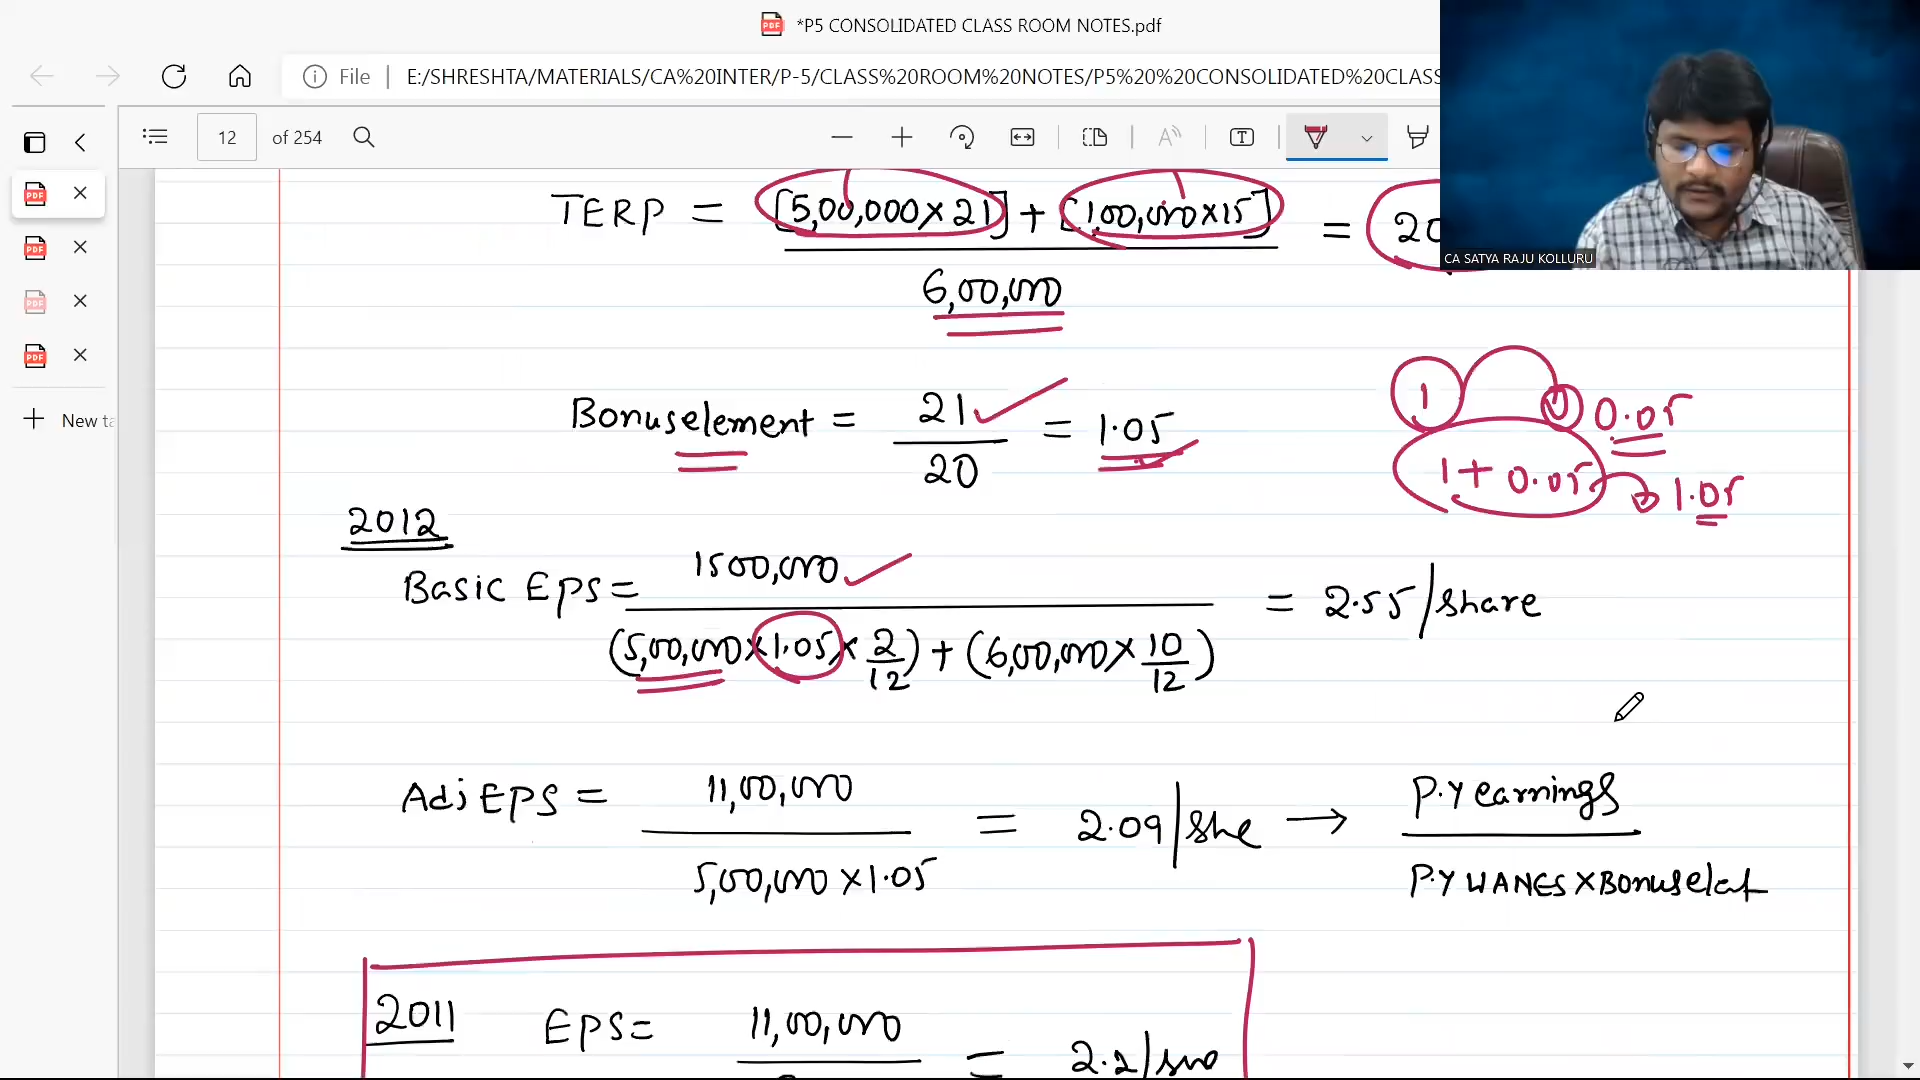 *P5 CONSOLIDATED CLASS ROOM NOTES.pdf
File
E:/SHRESHTA/MATERIALS/CA%20INTER/P-5/CLASS%20ROOM%20NOTES/P5%20%20CONSOLIDATED%20CLASS
12 of 254
New ta
CA SATYA RAJU KOLLURU
TERP = [5,00,000×21] + [1,00,000×15] = 20
6,00,000
Bonuselement = 21 = 1.05
20
1 0.05
1+0.05 1.05
2012
Basic EPS = 1500,000 = 2.55/share
(5,00,000×1.05×2/12) + (6,00,000×10/12)
Adj EPS = 11,00,000 = 2.09/she → P.Y earnings
5,00,000×1.05 P.Y WANES×Bonuselet
2011 EPS= 11,00,000 = 2.2/